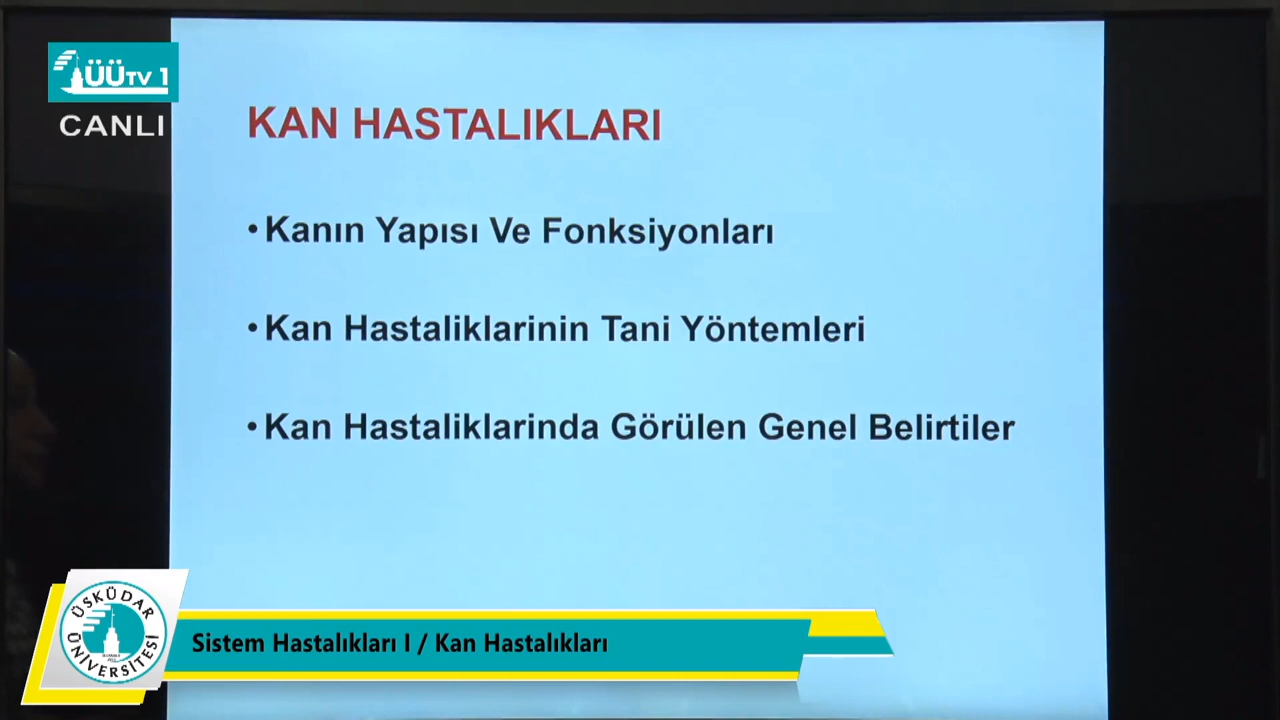 ÜÜTV 1
CANLI
KAN HASTALIKLARI
• Kanın Yapısı Ve Fonksiyonları
• Kan Hastaliklarinin Tani Yöntemleri
• Kan Hastaliklarinda Görülen Genel Belirtiler
ÜSKÜDAR
ÜNİVERSİTESİ
Sistem Hastalıkları I / Kan Hastalıkları